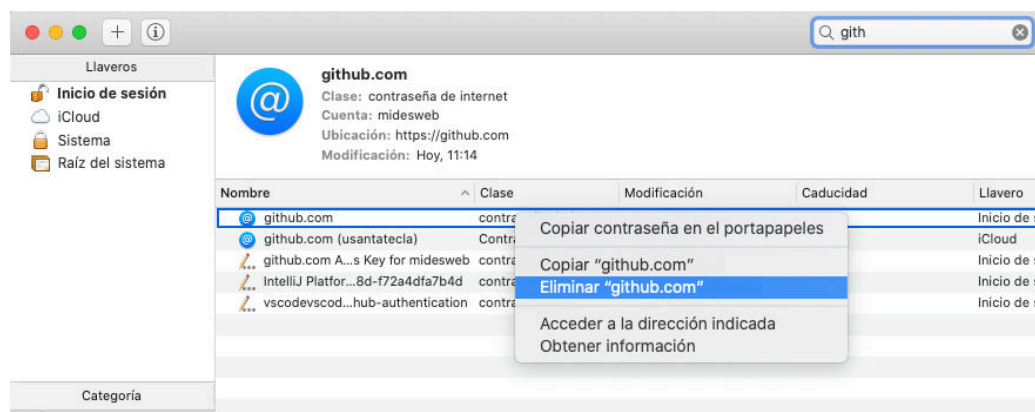 gith
Llaveros
Inicio de sesión
iCloud
Sistema
Raíz del sistema
github.com
Clase: contraseña de internet
Cuenta: midesweb
Ubicación: https://github.com
Modificación: Hoy, 11:14
Nombre Clase Modificación Caducidad Llavero
github.com contra Inicio de
github.com (usantatecla) Contr iCloud
github.com A...s Key for midesweb contra Inicio de
IntelliJ Platfor...8d-f72a4dfa7b4d contra Inicio de
vscodevscod...hub-authentication contra Inicio de
Copiar contraseña en el portapapeles
Copiar “github.com”
Eliminar “github.com”
Acceder a la dirección indicada
Obtener información
Categoría